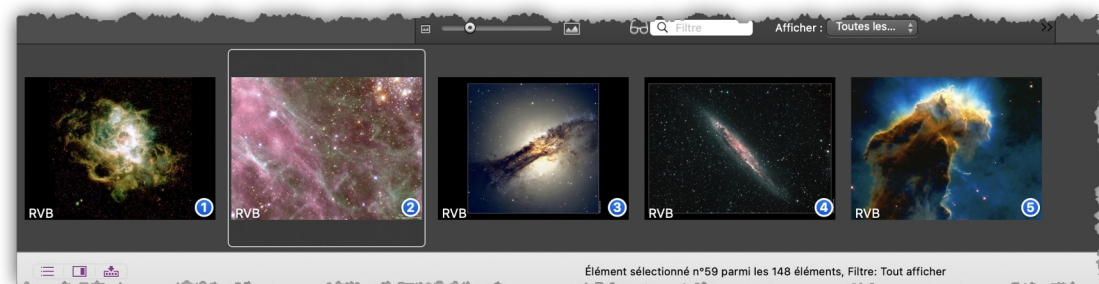 Filtre
Afficher :
Toutes les...
RVB
1
RVB
2
RVB
3
RVB
4
RVB
5
Élément sélectionné n°59 parmi les 148 éléments, Filtre: Tout afficher